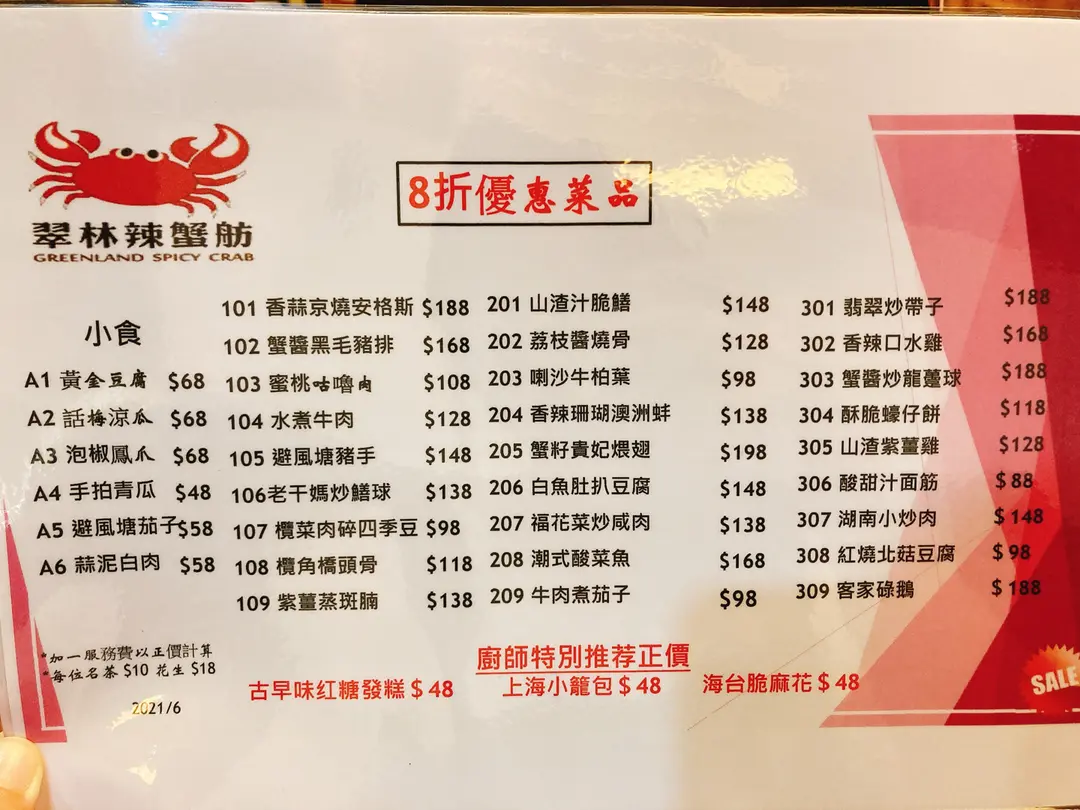 8折優惠菜品
翠林辣蟹舫
GREENLAND SPICY CRAB
小食
A1 黃金豆腐 $68
A2 話梅涼瓜 $68
A3 泡椒鳳爪 $68
A4 手拍青瓜 $48
A5 避風塘茄子 $58
A6 蒜泥白肉 $58
101 香蒜京燒安格斯 $188
102 蟹醬黑毛豬排 $168
103 蜜桃咕嚕肉 $108
104 水煮牛肉 $128
105 避風塘豬手 $148
106老干媽炒鱔球 $138
107 欖菜肉碎四季豆 $98
108 欖角橋頭骨 $118
109 紫薑蒸斑腩 $138
201 山渣汁脆鱔 $148
202 荔枝醬燒骨 $128
203 喇沙牛柏葉 $98
204 香辣珊瑚澳洲蚌 $138
205 蟹籽貴妃煨翅 $198
206 白魚肚扒豆腐 $148
207 福花菜炒咸肉 $138
208 潮式酸菜魚 $168
209 牛肉煮茄子 $98
301 翡翠炒帶子 $188
302 香辣口水雞 $168
303 蟹醬炒龍躉球 $188
304 酥脆蠔仔餅 $118
305 山渣紫薑雞 $128
306 酸甜汁面筋 $88
307 湖南小炒肉 $148
308 紅燒北菇豆腐 $98
309 客家碌鵝 $188
*加一服務費以正價計算
*每位名茶 $10 花生 $18
2021/6
廚師特別推荐正價
古早味红糖發糕 $48
上海小籠包 $48
海台脆麻花 $48
SALE